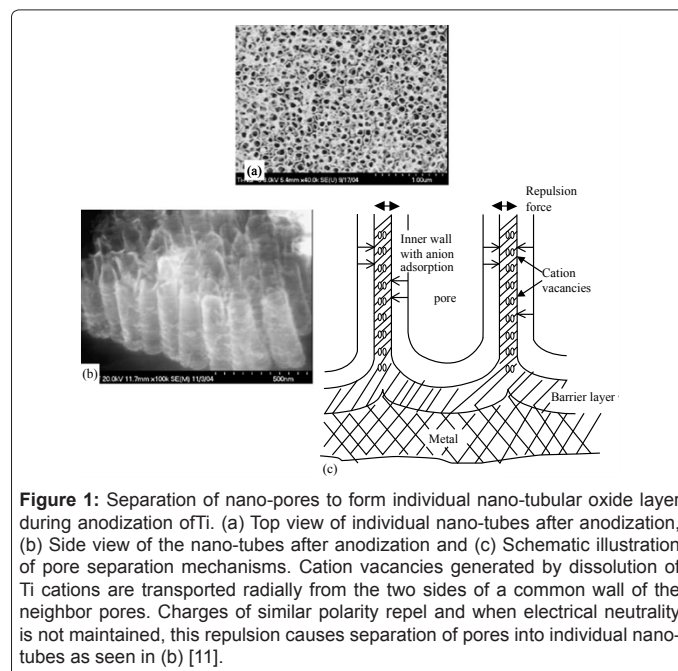 (a)
5.4mm x40.0k SE(U) 9/17/04 1.00um
Repulsion
force
Inner wall
with anion
adsorption
Cation
vacancies
pore
(b)
20.0kV 11.7mm x100k SE(M) 11/3/04 500nm
Barrier layer
Metal
(c)
Figure 1: Separation of nano-pores to form individual nano-tubular oxide layer
during anodization ofTi. (a) Top view of individual nano-tubes after anodization,
(b) Side view of the nano-tubes after anodization and (c) Schematic illustration
of pore separation mechanisms. Cation vacancies generated by dissolution of
Ti cations are transported radially from the two sides of a common wall of the
neighbor pores. Charges of similar polarity repel and when electrical neutrality
is not maintained, this repulsion causes separation of pores into individual nano-
tubes as seen in (b) [11].